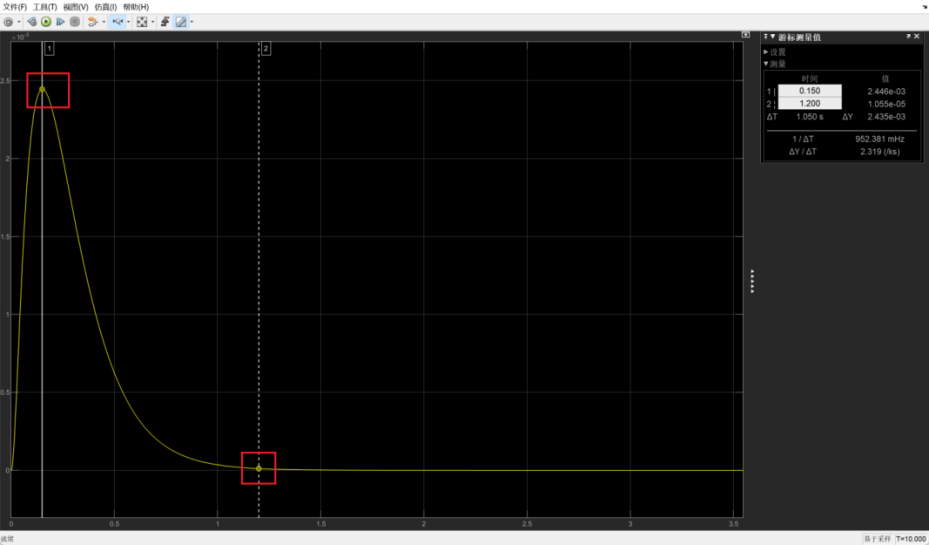 文件(F) 工具(T) 视图(V) 仿真(I) 帮助(H)
×10⁻³
1
2
2.5
2
1.5
1
0.5
0
0 0.5 1 1.5 2 2.5 3 3.5
游标测量值
设置
测量
时间 值
1 | 0.150 2.446e-03
2 ¦ 1.200 1.055e-05
ΔT 1.050 s ΔY 2.435e-03
1 / ΔT 952.381 mHz
ΔY / ΔT 2.319 (/ks)
就绪
基于采样 T=10.000